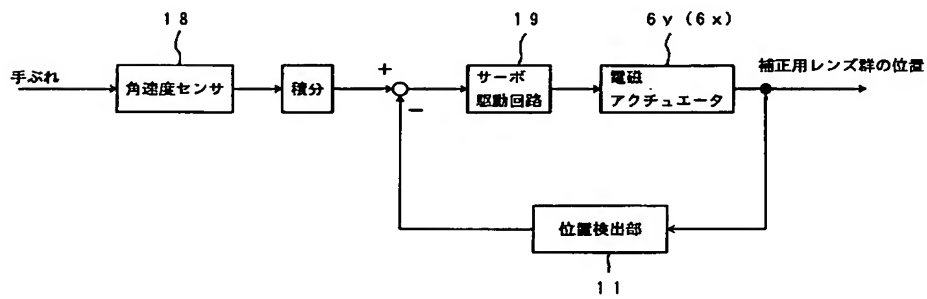 18
19
6y(6x)
手ぶれ
角速度センサ
積分
+
−
サーボ
駆動回路
電磁
アクチュエータ
補正用レンズ群の位置
位置検出部
11